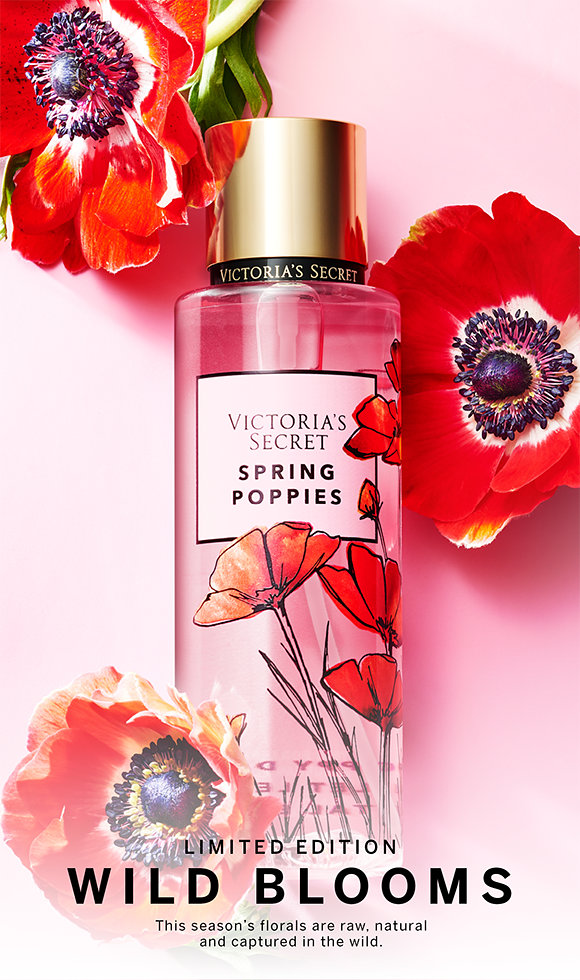 VICTORIA'S SECRET
VICTORIA'S
SECRET
SPRING
POPPIES
LIMITED EDITION
WILD BLOOMS
This season's florals are raw, natural
and captured in the wild.